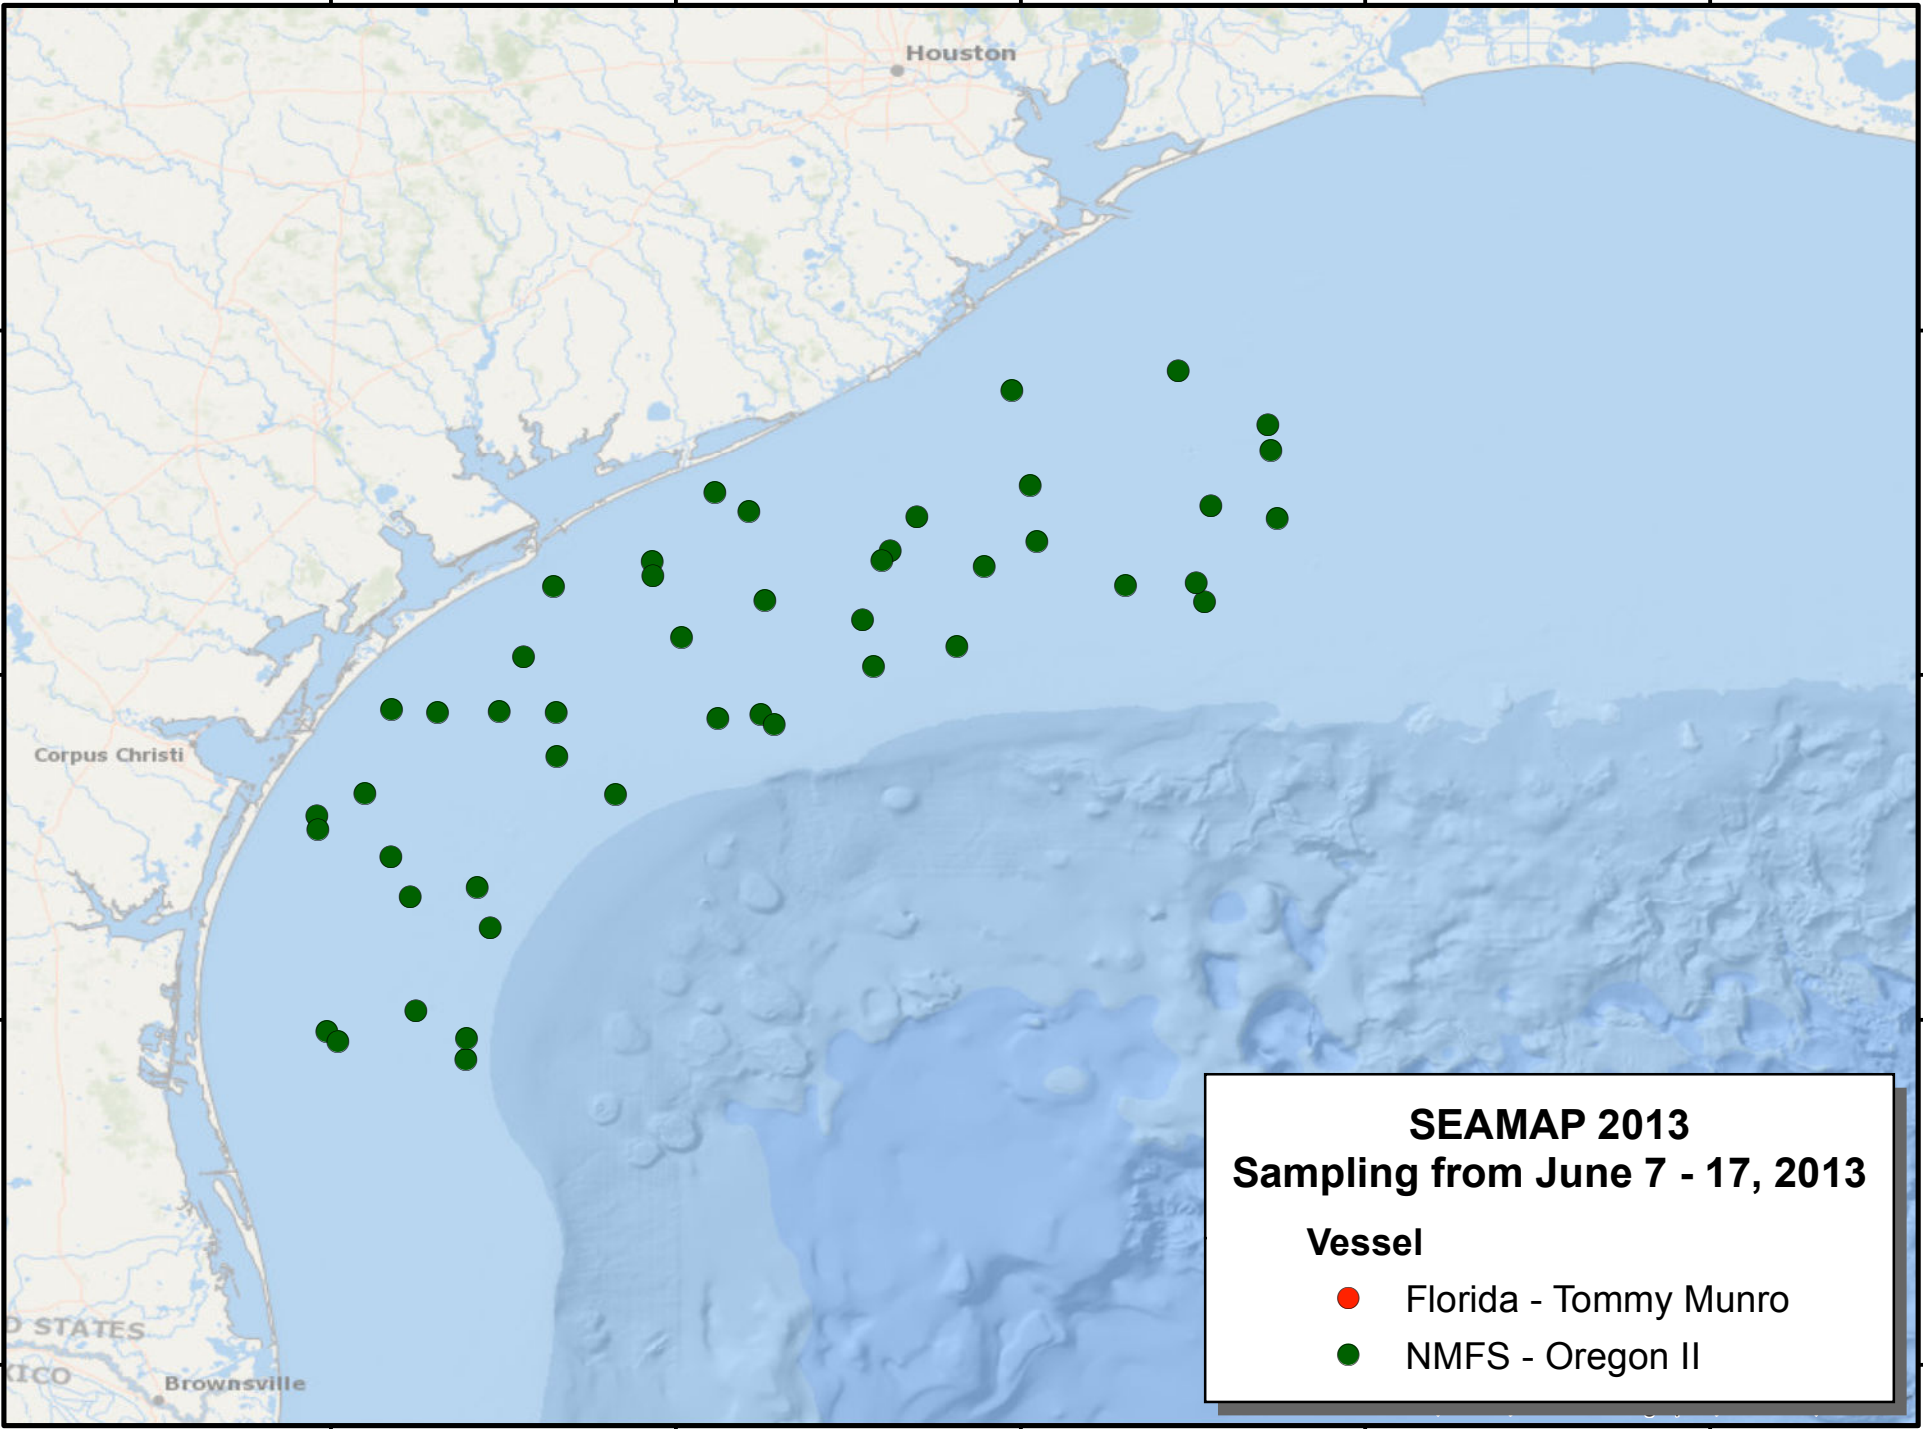 Houston
Corpus Christi
SEAMAP 2013
Sampling from June 7 - 17, 2013
Vessel
Florida - Tommy Munro
NMFS - Oregon II
STATES
ICO
Brownsville